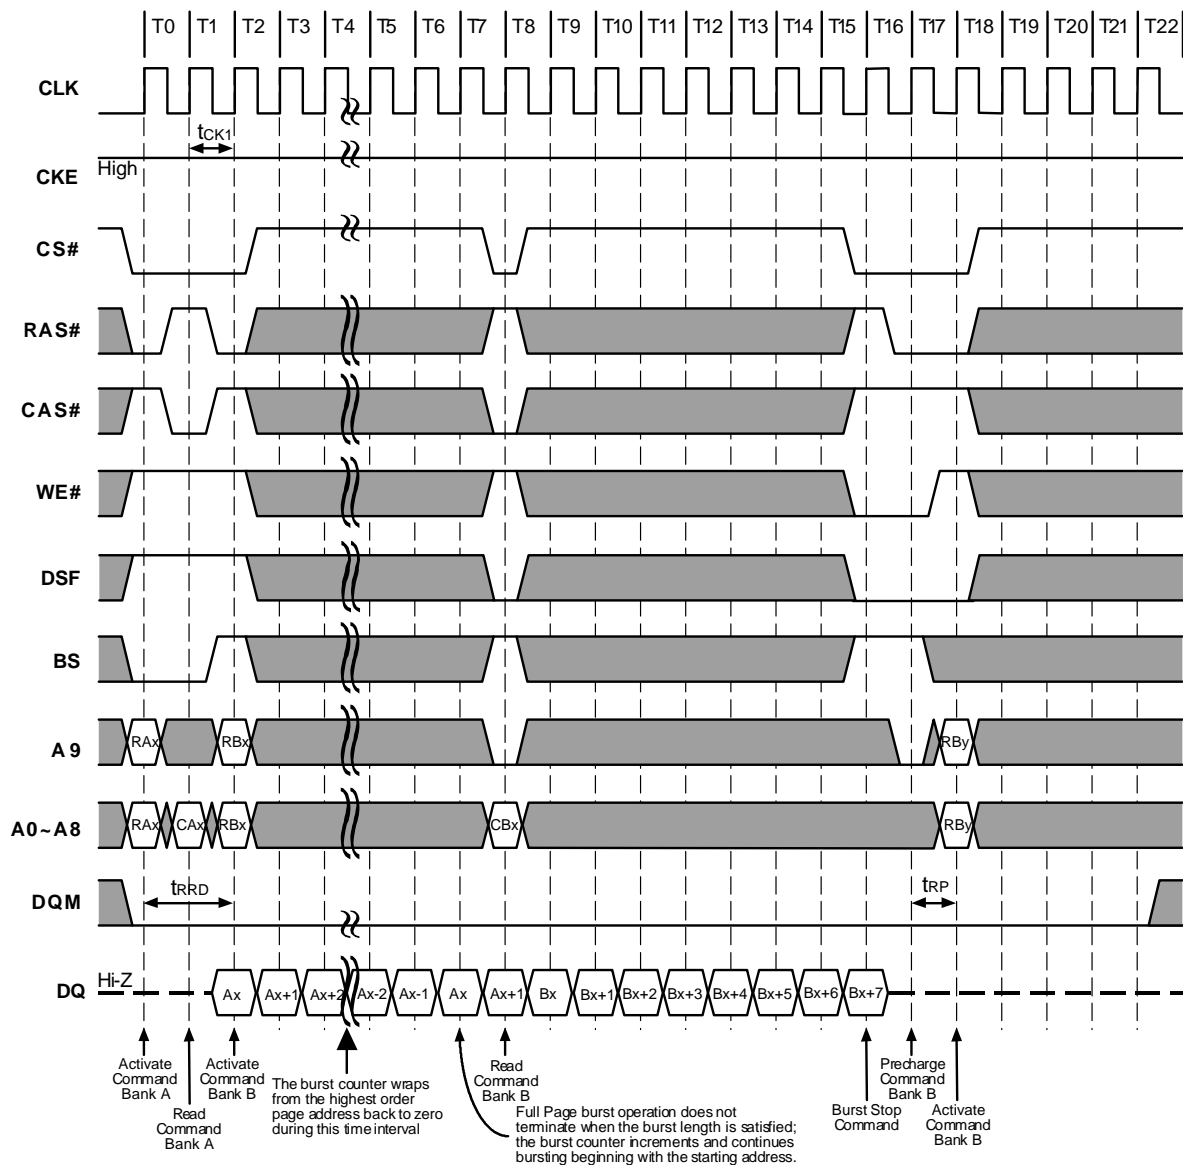 T0 T1 T2 T3 T4 T5 T6 T7 T8 T9 T10 T11 T12 T13 T14 T15 T16 T17 T18 T19 T20 T21 T22
CLK
tCK1
High
CKE
CS#
RAS#
CAS#
WE#
DSF
BS
A9 RAx RBx RBy
A0~A8 RAx CAx RBx CBx RBy
tRRD tRP
DQM
Hi-Z
DQ Ax Ax+1 Ax+2 Ax-2 Ax-1 Ax Ax+1 Bx Bx+1 Bx+2 Bx+3 Bx+4 Bx+5 Bx+6 Bx+7
Activate
Command
Bank A
Read
Command
Bank A
Activate
Command
Bank B
The burst counter wraps
from the highest order
page address back to zero
during this time interval
Read
Command
Bank B
Full Page burst operation does not
terminate when the burst length is satisfied;
the burst counter increments and continues
bursting beginning with the starting address.
Burst Stop
Command
Precharge
Command
Bank B
Activate
Command
Bank B